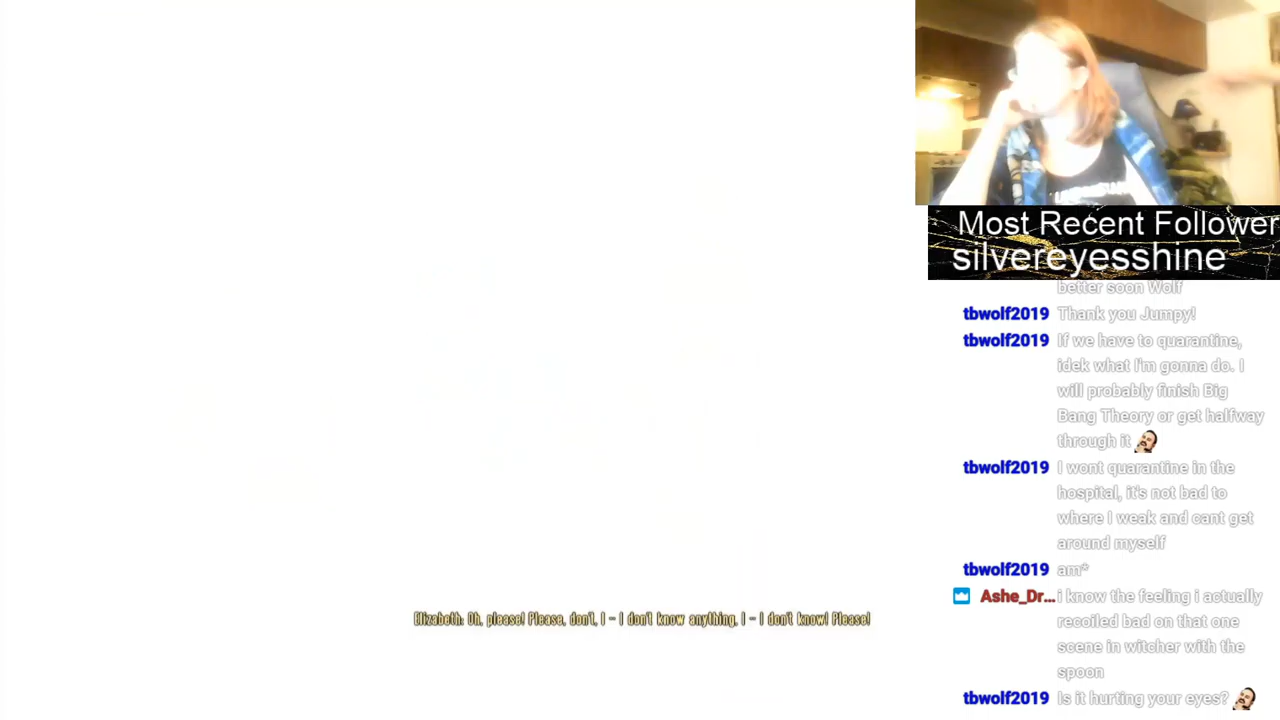 Most Recent Follower
silvereyesshine
better soon Wolf
tbwolf2019 Thank you Jumpy!
tbwolf2019 If we have to quarantine,
idek what I'm gonna do. I
will probably finish Big
Bang Theory or get halfway
through it
tbwolf2019 I wont quarantine in the
hospital, it's not bad to
where I weak and cant get
around myself
tbwolf2019 am*
Ashe_Dr... i know the feeling i actually
recoiled bad on that one
scene in witcher with the
spoon
tbwolf2019 Is it hurting your eyes?
Elizabeth: Oh, please! Please, don't, I - I don't know anything, I - I don't know! Please!